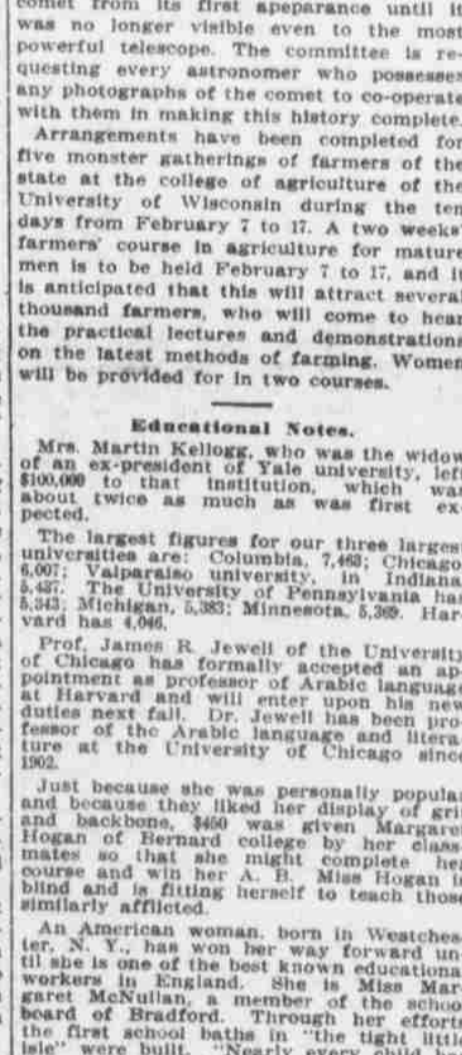 comet from its first apeparance until it
was no longer visible even to the most
powerful telescope. The committee is re-
questing every astronomer who possesses
any photographs of the comet to co-operate
with them in making this history complete.
Arrangements have been completed for
five monster gatherings of farmers of the
state at the college of agriculture of the
University of Wisconsin during the ten
days from February 7 to 17. A two weeks'
farmers' course in agriculture for mature
men is to be held February 7 to 17, and it
is anticipated that this will attract several
thousand farmers, who will come to hear
the practical lectures and demonstrations
on the latest methods of farming. Women
will be provided for in two courses.
Educational Notes.
Mrs. Martin Kellogg, who was the widow
of an ex-president of Yale university, left
$100,000 to that institution, which was
about twice as much as was first ex-
pected.
The largest figures for our three largest
universities are: Columbia, 7,463; Chicago
6,007; Valparaiso university, in Indiana
5,437. The University of Pennsylvania has
5,343; Michigan, 5,383; Minnesota, 5,369. Har-
vard has 4,046.
Prof. James R. Jewell of the University
of Chicago has formally accepted an ap-
pointment as professor of Arabic language
at Harvard and will enter upon his new
duties next fall. Dr. Jewell has been pro-
fessor of the Arabic language and litera-
ture at the University of Chicago since
1902.
Just because she was personally popular
and because they liked her display of grit
and backbone, $450 was given Margaret
Hogan of Bernard college by her class-
mates so that she might complete her
course and win her A. B. Miss Hogan is
blind and is fitting herself to teach those
similarly afflicted.
An American woman, born in Westches-
ter, N. Y., has won her way forward un-
til she is one of the best known educational
workers in England. She is Miss Mar-
garet McNullan, a member of the school
board of Bradford. Through her efforts
the first school baths in "the tight little
isle" were built. "Nearly every